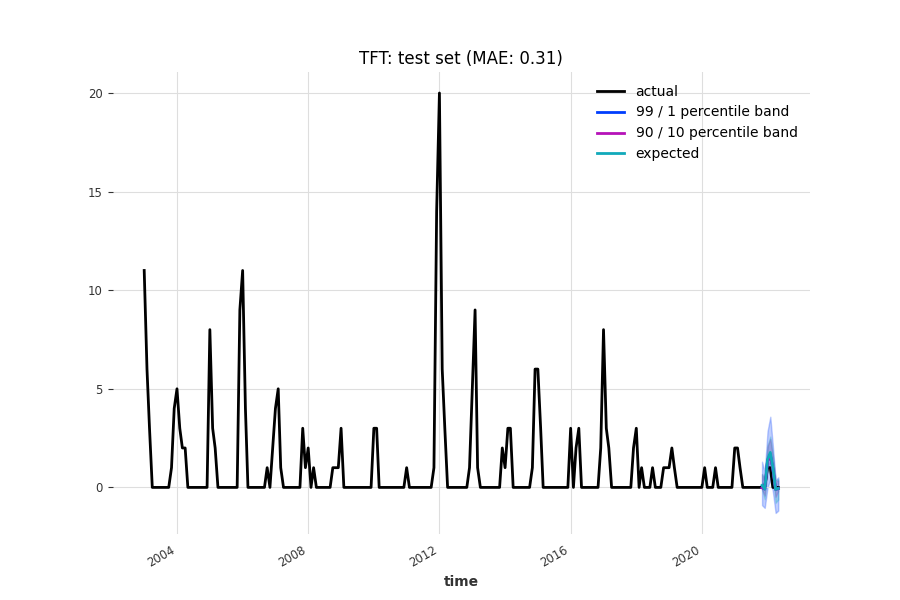 TFT: test set (MAE: 0.31)
actual
99 / 1 percentile band
90 / 10 percentile band
expected
20
15
10
5
0
2004
2008
2012
2016
2020
time